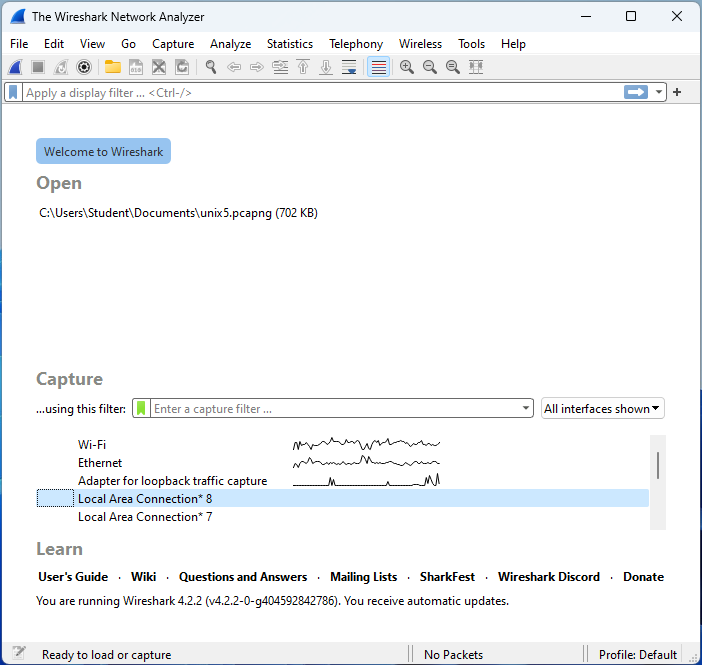 The Wireshark Network Analyzer
File Edit View Go Capture Analyze Statistics Telephony Wireless Tools Help
Apply a display filter ... <Ctrl-/>
Welcome to Wireshark
Open
C:\Users\Student\Documents\unix5.pcapng (702 KB)
Capture
...using this filter: Enter a capture filter ... All interfaces shown
Wi-Fi
Ethernet
Adapter for loopback traffic capture
Local Area Connection* 8
Local Area Connection* 7
Learn
User's Guide · Wiki · Questions and Answers · Mailing Lists · SharkFest · Wireshark Discord · Donate
You are running Wireshark 4.2.2 (v4.2.2-0-g404592842786). You receive automatic updates.
Ready to load or capture No Packets Profile: Default